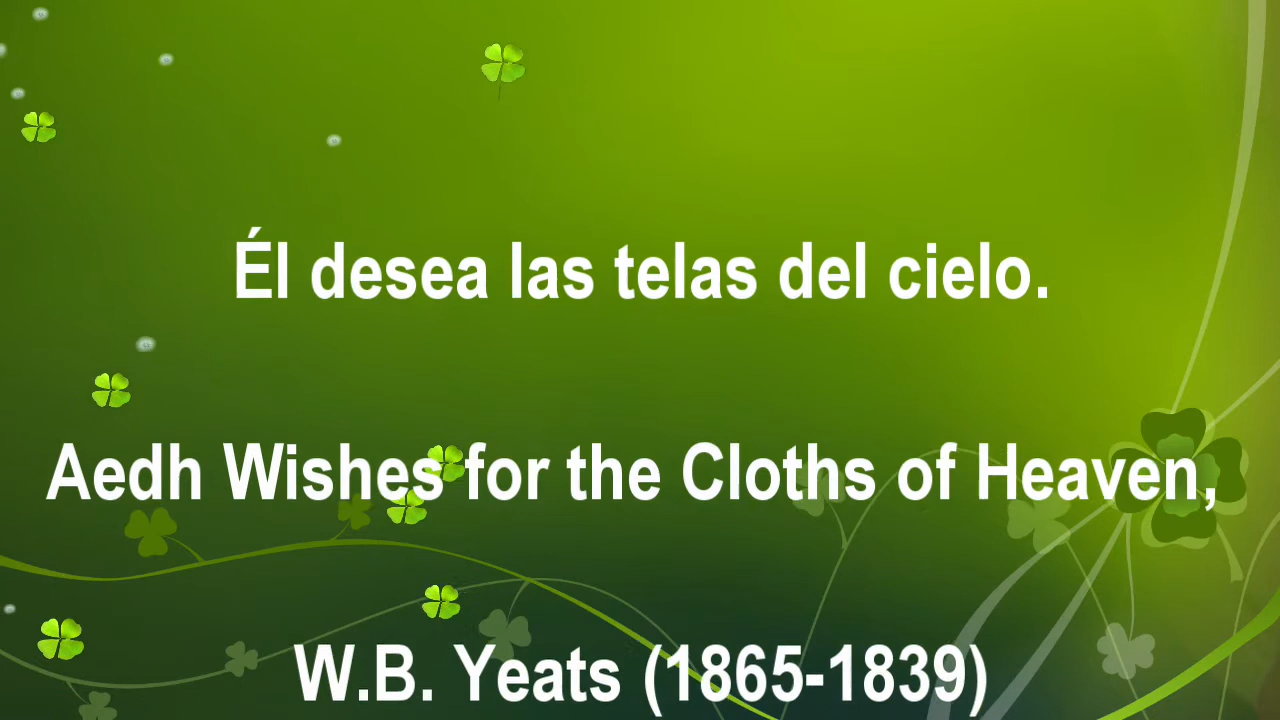 Él desea las telas del cielo.
Aedh Wishes for the Cloths of Heaven,
W.B. Yeats (1865-1839)